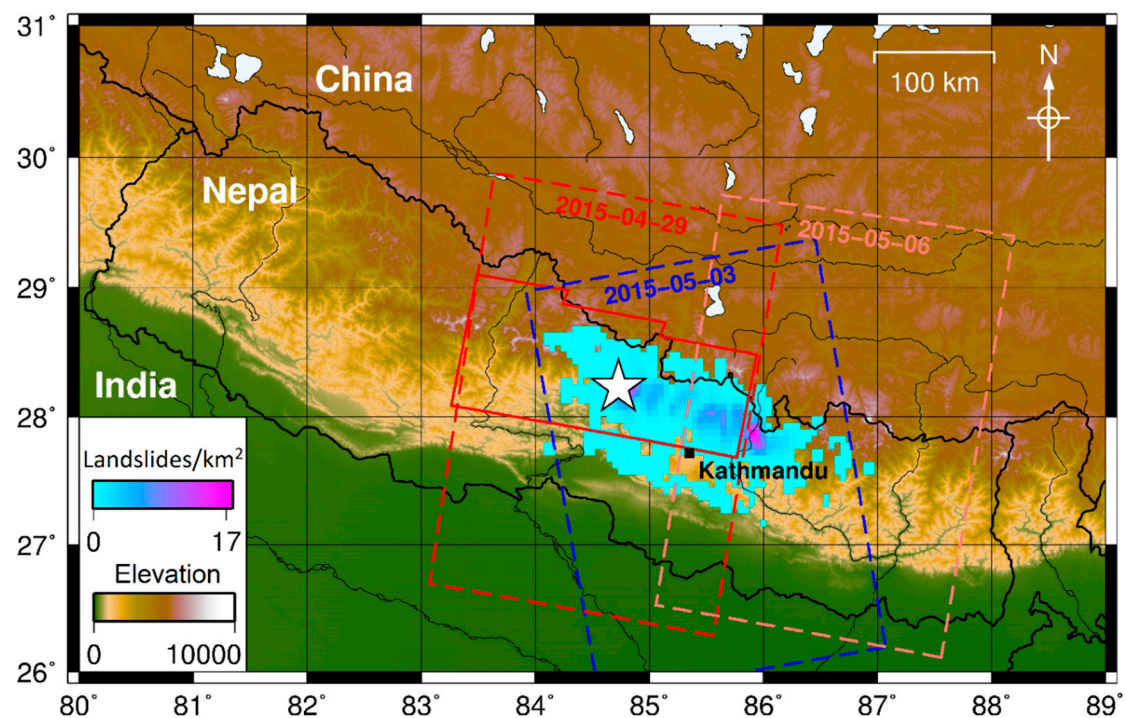 31°
30°
29°
28°
27°
26°
China
N
100 km
Nepal
2015-04-29
2015-05-06
2015-05-03
India
Kathmandu
Landslides/km²
0 17
Elevation
0 10000
80° 81° 82° 83° 84° 85° 86° 87° 88° 89°